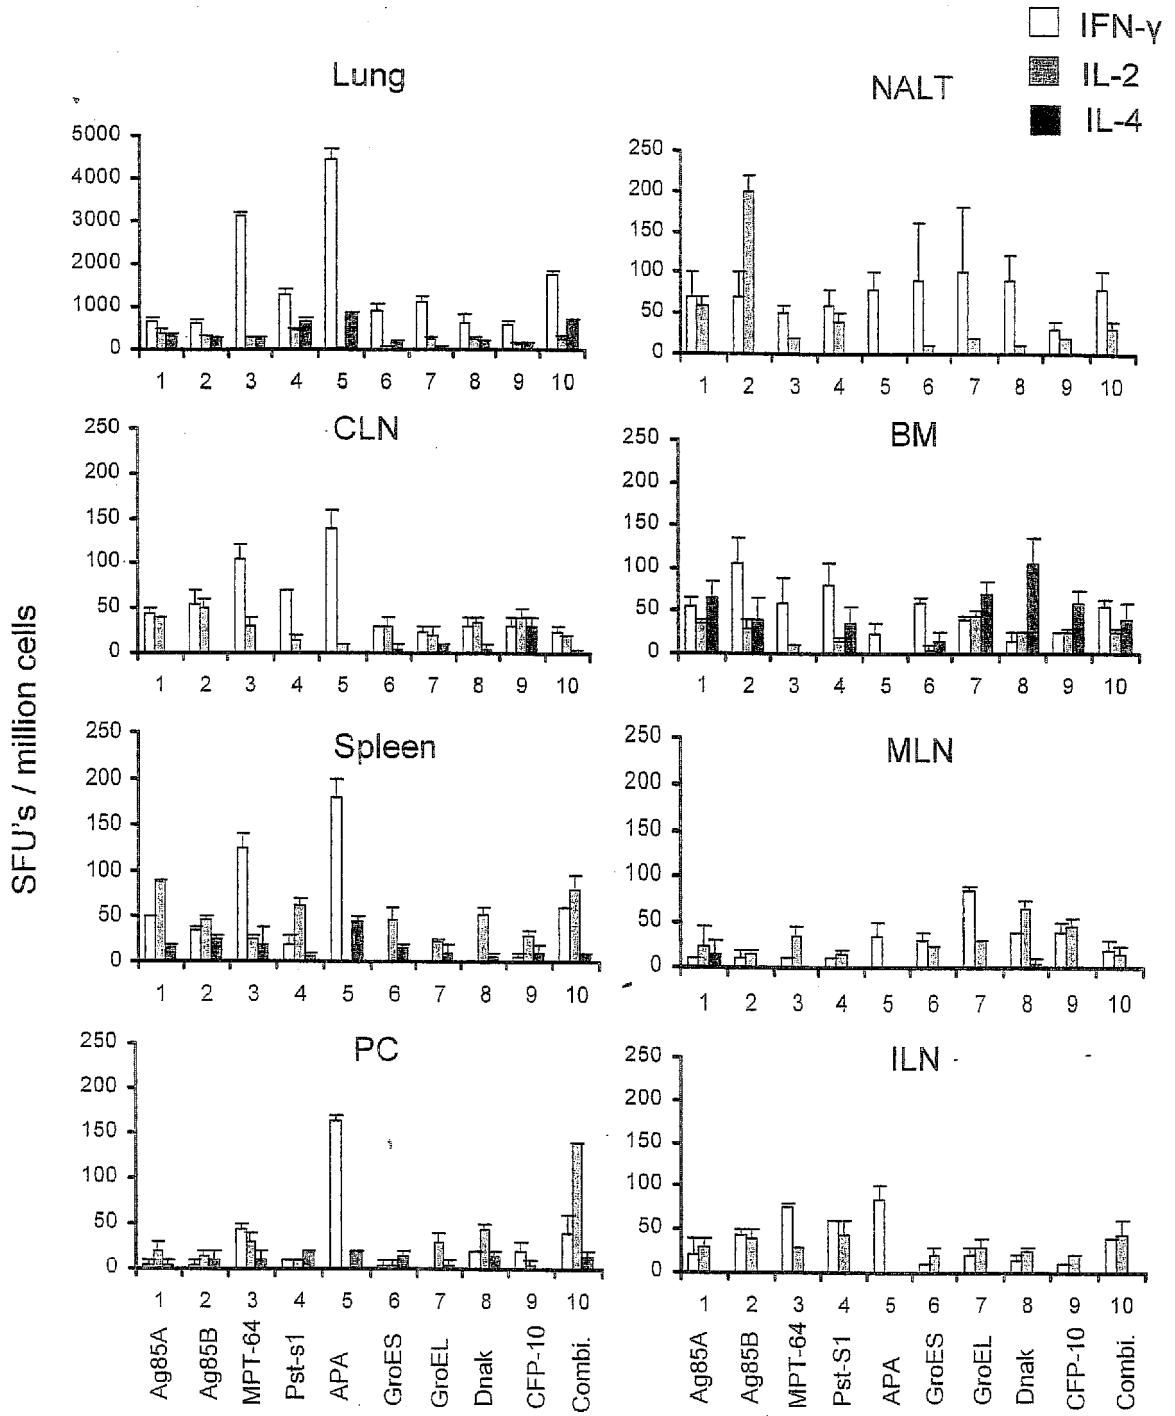 IFN-γ
IL-2
IL-4
Lung
5000
4000
3000
2000
1000
0
1 2 3 4 5 6 7 8 9 10
NALT
250
200
150
100
50
0
1 2 3 4 5 6 7 8 9 10
CLN
250
200
150
100
50
0
1 2 3 4 5 6 7 8 9 10
BM
250
200
150
100
50
0
1 2 3 4 5 6 7 8 9 10
SFU's / million cells
Spleen
250
200
150
100
50
0
1 2 3 4 5 6 7 8 9 10
MLN
250
200
150
100
50
0
1 2 3 4 5 6 7 8 9 10
PC
250
200
150
100
50
0
1 2 3 4 5 6 7 8 9 10
Ag85A
Ag85B
MPT-64
Pst-s1
APA
GroES
GroEL
Dnak
CFP-10
Combi.
ILN
250
200
150
100
50
0
1 2 3 4 5 6 7 8 9 10
Ag85A
Ag85B
MPT-64
Pst-S1
APA
GroES
GroEL
Dnak
CFP-10
Combi.